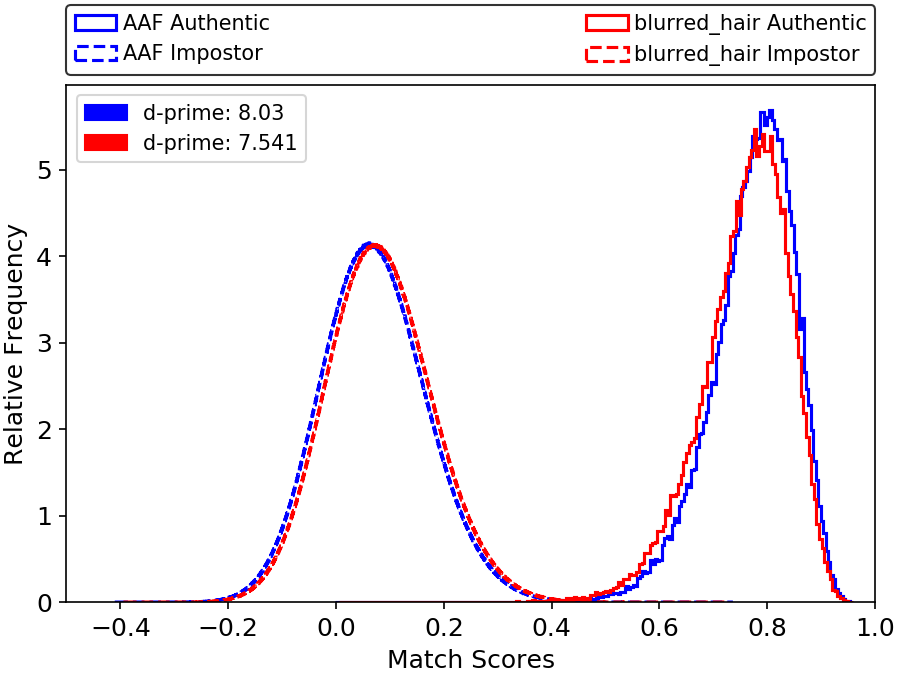 AAF Authentic
AAF Impostor
blurred_hair Authentic
blurred_hair Impostor
d-prime: 8.03
d-prime: 7.541
Relative Frequency
5
4
3
2
1
0
−0.4 −0.2 0.0 0.2 0.4 0.6 0.8 1.0
Match Scores